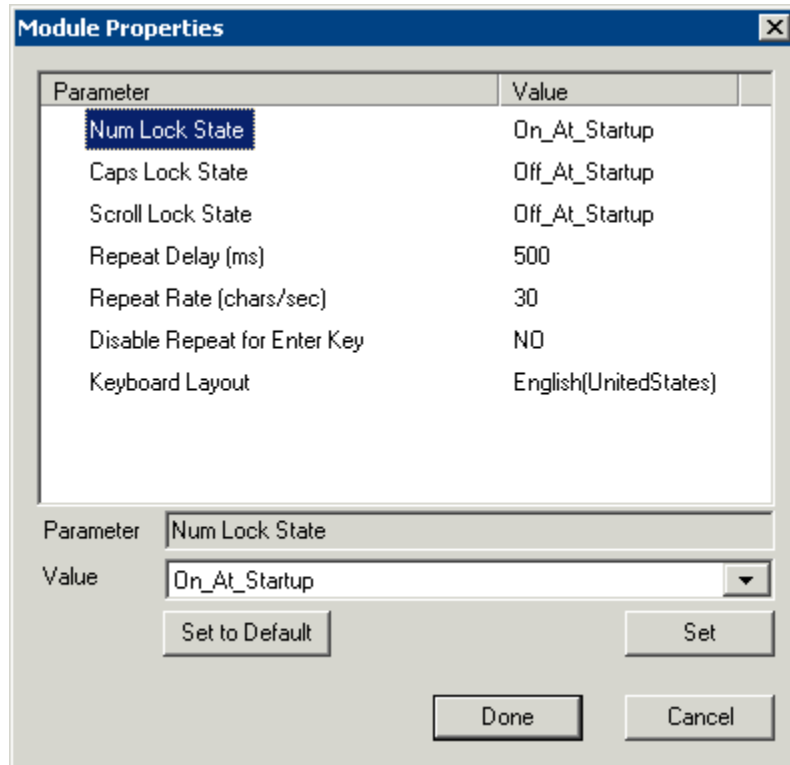 Module Properties
Parameter Value
Num Lock State On_At_Startup
Caps Lock State Off_At_Startup
Scroll Lock State Off_At_Startup
Repeat Delay (ms) 500
Repeat Rate (chars/sec) 30
Disable Repeat for Enter Key NO
Keyboard Layout English(UnitedStates)
Parameter Num Lock State
Value On_At_Startup
Set to Default Set
Done Cancel